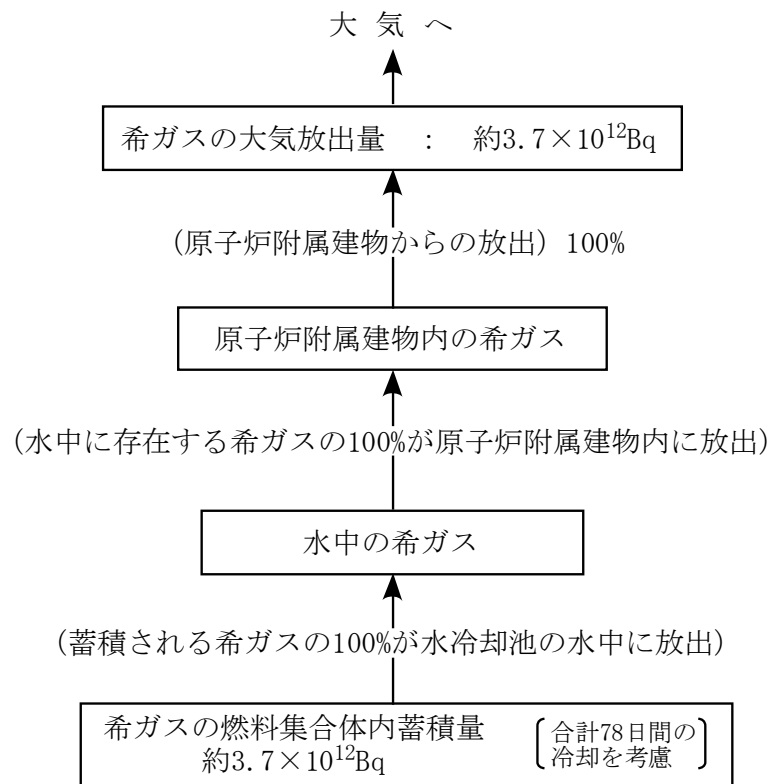 大 気 へ
希ガスの大気放出量 : 約3.7×10¹²Bq
(原子炉附属建物からの放出) 100%
原子炉附属建物内の希ガス
(水中に存在する希ガスの100%が原子炉附属建物内に放出)
水中の希ガス
(蓄積される希ガスの100%が水冷却池の水中に放出)
希ガスの燃料集合体内蓄積量
約3.7×10¹²Bq
合計78日間の
冷却を考慮